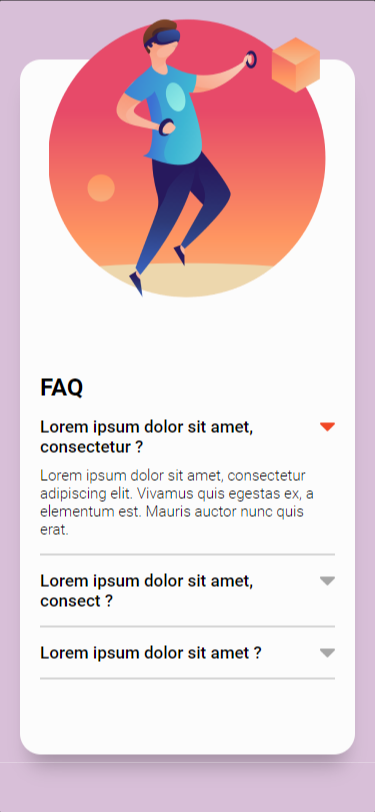 FAQ
Lorem ipsum dolor sit amet,
consectetur ?
Lorem ipsum dolor sit amet, consectetur
adipiscing elit. Vivamus quis egestas ex, a
elementum est. Mauris auctor nunc quis
erat.
Lorem ipsum dolor sit amet,
consect ?
Lorem ipsum dolor sit amet ?